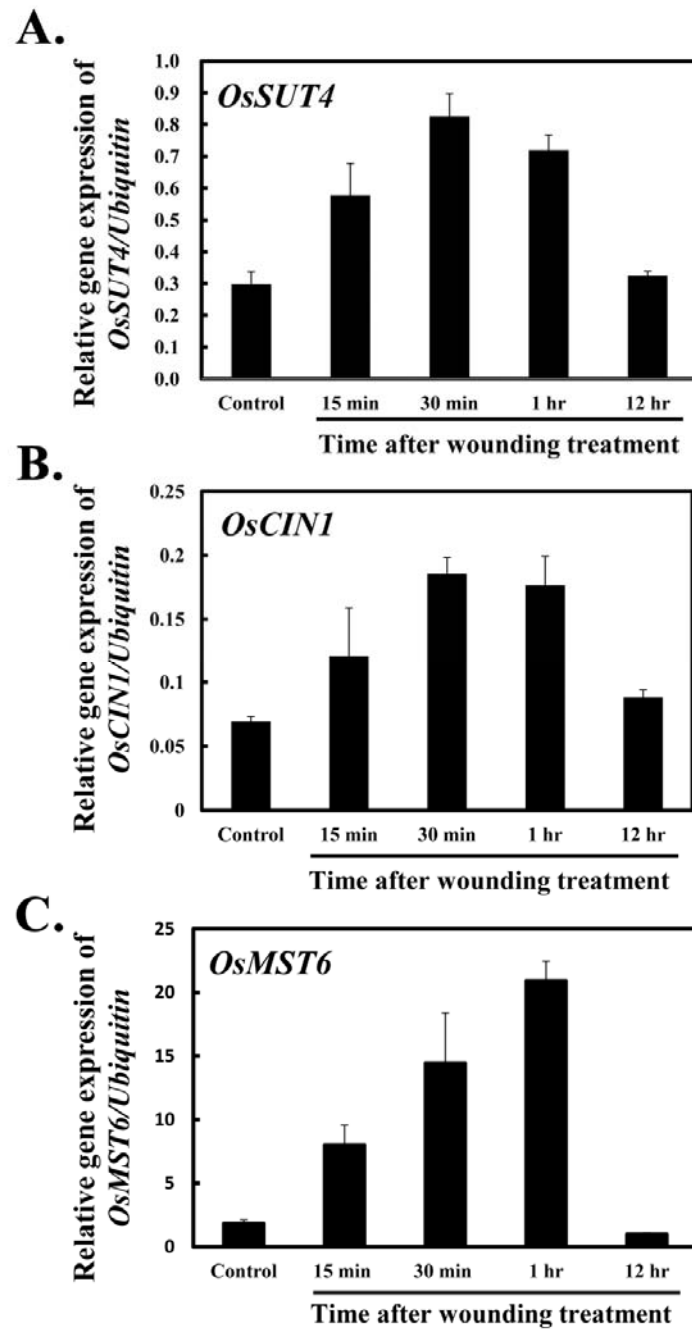 A.
Relative gene expression of
OsSUT4/Ubiquitin
1.0
0.9
0.8
0.7
0.6
0.5
0.4
0.3
0.2
0.1
0.0
OsSUT4
Control 15 min 30 min 1 hr 12 hr
Time after wounding treatment
B.
Relative gene expression of
OsCIN1/Ubiquitin
0.25
0.2
0.15
0.1
0.05
0
OsCIN1
Control 15 min 30 min 1 hr 12 hr
Time after wounding treatment
C.
Relative gene expression of
OsMST6/Ubiquitin
25
20
15
10
5
0
OsMST6
Control 15 min 30 min 1 hr 12 hr
Time after wounding treatment